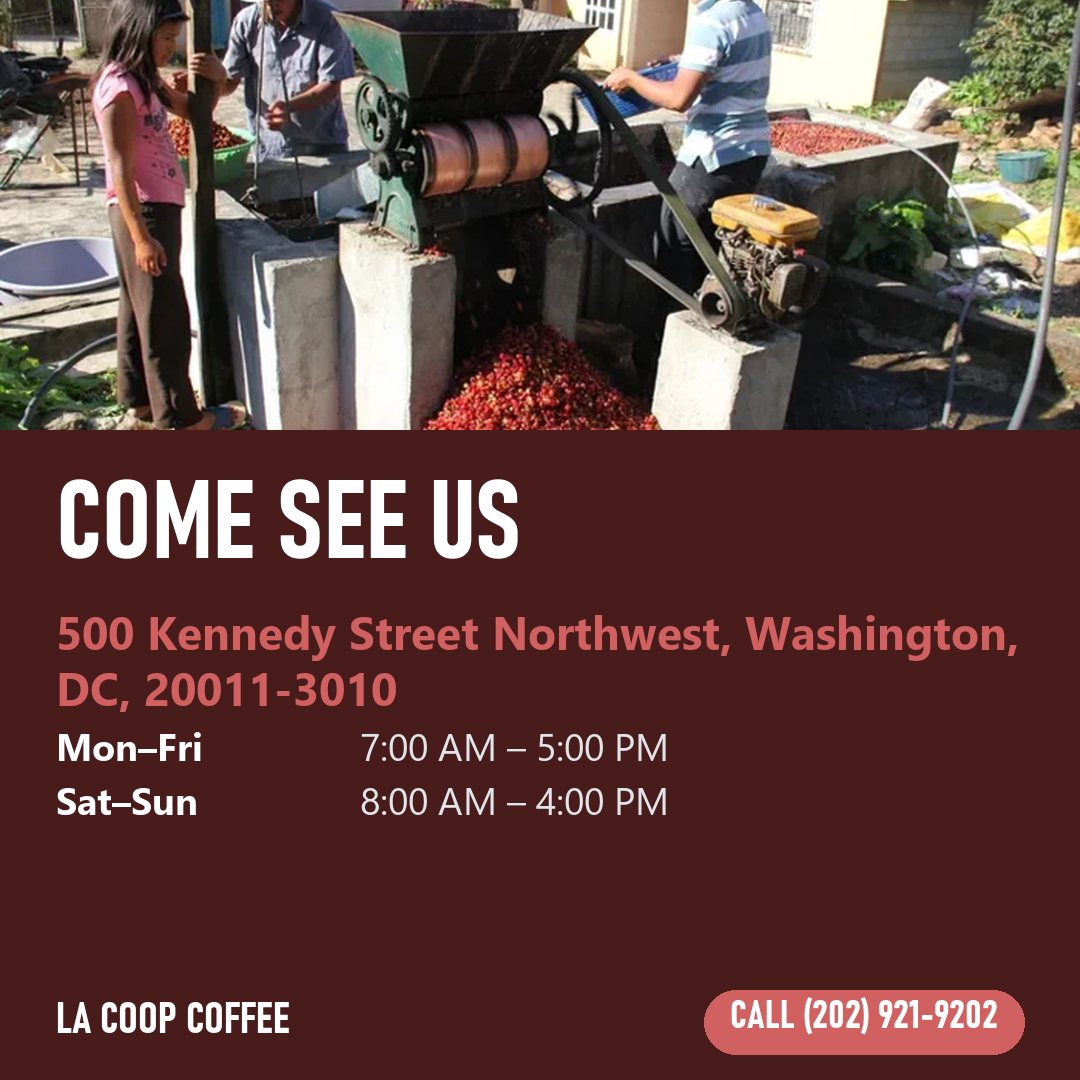 COME SEE US
500 Kennedy Street Northwest, Washington,
DC, 20011-3010
Mon–Fri 7:00 AM – 5:00 PM
Sat–Sun 8:00 AM – 4:00 PM
LA COOP COFFEE
CALL (202) 921-9202